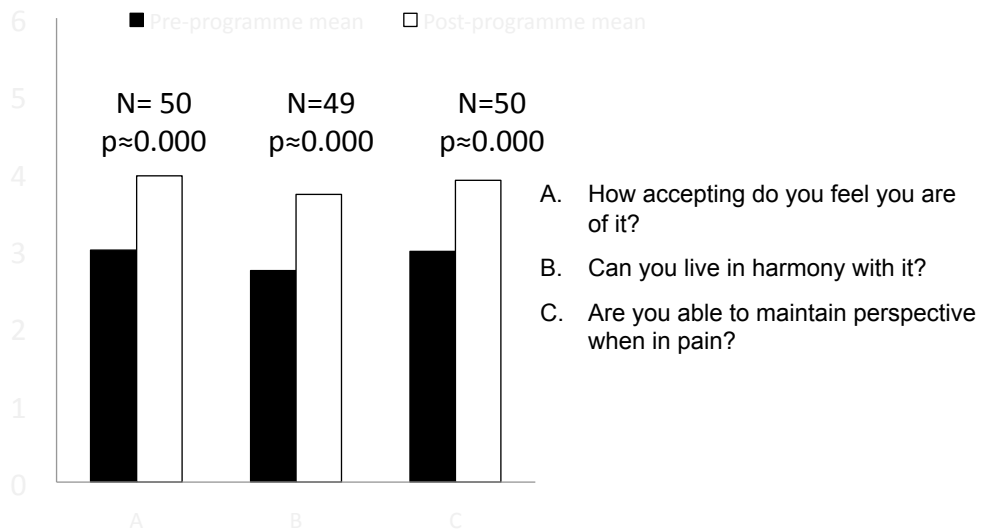 6
Pre-programme mean
Post-programme mean
5
N= 50
p≈0.000
N=49
p≈0.000
N=50
p≈0.000
4
3
2
1
0
A
B
C
A. How accepting do you feel you are
of it?
B. Can you live in harmony with it?
C. Are you able to maintain perspective
when in pain?